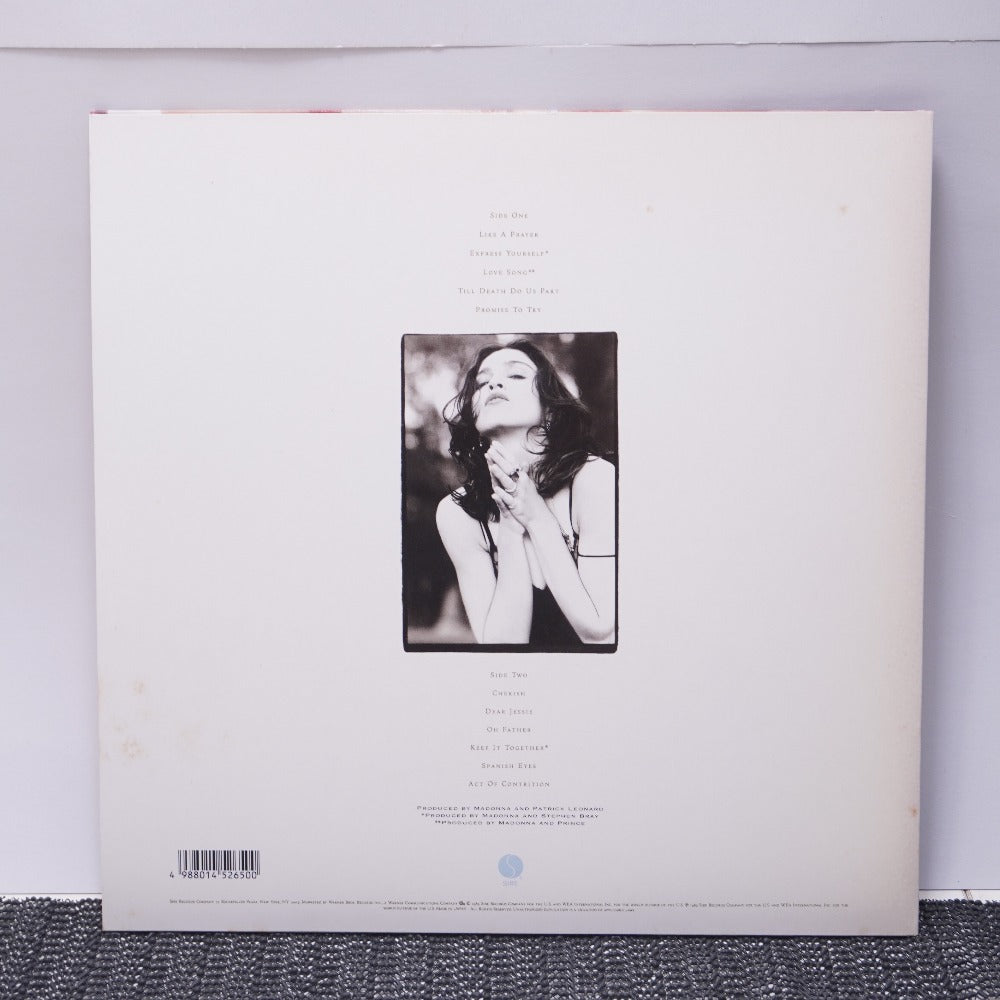 SIDE ONE
LIKE A PRAYER
EXPRESS YOURSELF*
LOVE SONG**
TILL DEATH DO US PART
PROMISE TO TRY
SIDE TWO
CHERISH
DEAR JESSIE
OH FATHER
KEEP IT TOGETHER*
SPANISH EYES
ACT OF CONTRITION
PRODUCED BY MADONNA AND PATRICK LEONARD
*PRODUCED BY MADONNA AND STEPHEN BRAY
**PRODUCED BY MADONNA AND PRINCE
4 988014 526500
SIRE